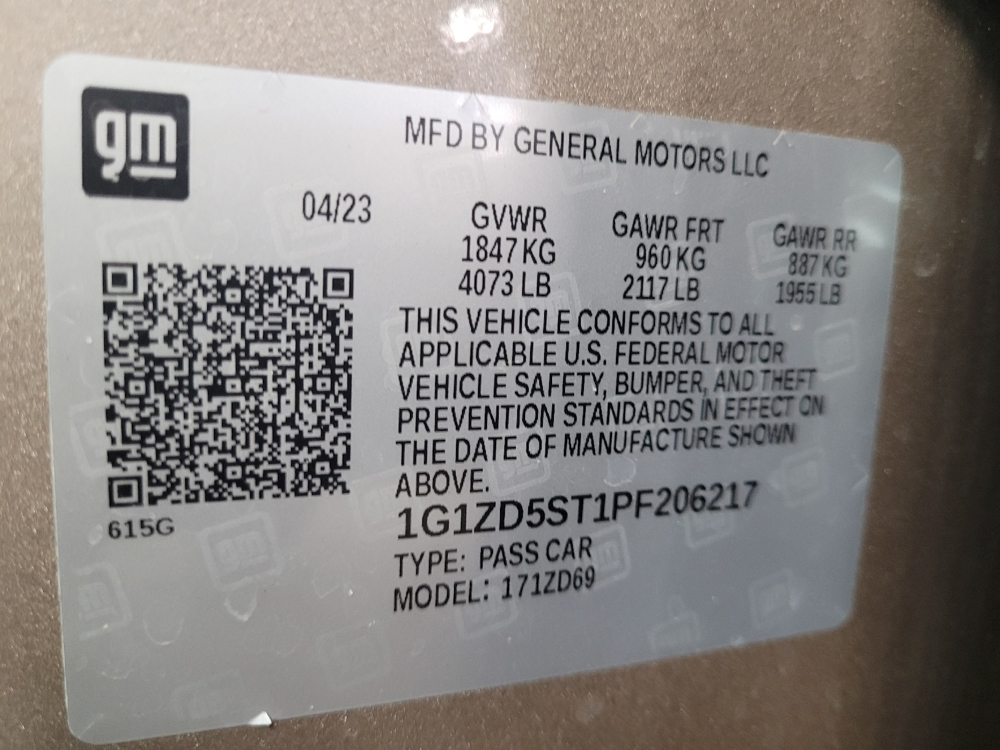 gm
MFD BY GENERAL MOTORS LLC
04/23 GVWR GAWR FRT GAWR RR
1847 KG 960 KG 887 KG
4073 LB 2117 LB 1955 LB
THIS VEHICLE CONFORMS TO ALL
APPLICABLE U.S. FEDERAL MOTOR
VEHICLE SAFETY, BUMPER, AND THEFT
PREVENTION STANDARDS IN EFFECT ON
THE DATE OF MANUFACTURE SHOWN
ABOVE.
1G1ZD5ST1PF206217
615G
TYPE: PASS CAR
MODEL: 171ZD69